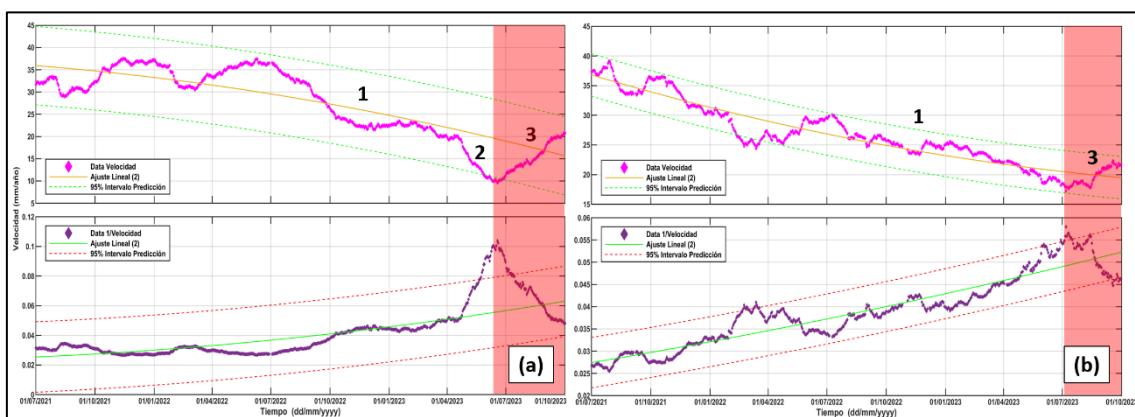 45
40
35
30
25
20
15
10
5
1
2
3
Data Velocidad
Ajuste Lineal (2)
95% Intervalo Predicción
Velocidad (mm/año)
0.12
0.1
0.08
0.06
0.04
0.02
0
Data 1/Velocidad
Ajuste Lineal (2)
95% Intervalo Predicción
(a)
01/07/2021 01/10/2021 01/01/2022 01/04/2022 01/07/2022 01/10/2022 01/01/2023 01/04/2023 01/07/2023 01/10/2023
Tiempo (dd/mm/yyyy)
45
40
35
30
25
20
15
1
3
Data Velocidad
Ajuste Lineal (2)
95% Intervalo Predicción
0.06
0.055
0.05
0.045
0.04
0.035
0.03
0.025
0.02
Data 1/Velocidad
Ajuste Lineal (2)
95% Intervalo Predicción
(b)
01/07/2021 01/10/2021 01/01/2022 01/04/2022 01/07/2022 01/10/2022 01/01/2023 01/04/2023 01/07/2023 01/10/202
Tiempo (dd/mm/yyyy)